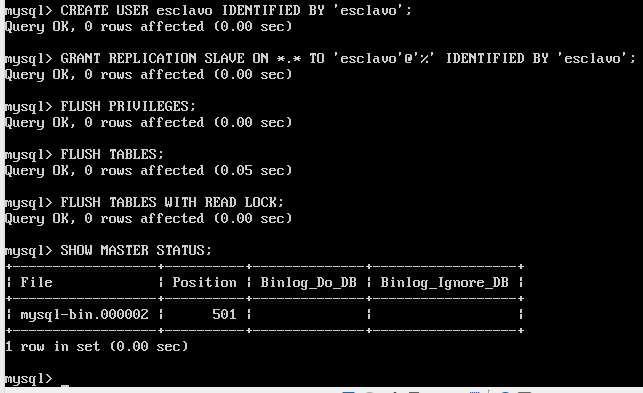 mysql> CREATE USER esclavo IDENTIFIED BY 'esclavo';
Query OK, 0 rows affected (0.00 sec)
mysql> GRANT REPLICATION SLAVE ON *.* TO 'esclavo'@'%' IDENTIFIED BY 'esclavo';
Query OK, 0 rows affected (0.00 sec)
mysql> FLUSH PRIVILEGES;
Query OK, 0 rows affected (0.00 sec)
mysql> FLUSH TABLES;
Query OK, 0 rows affected (0.05 sec)
mysql> FLUSH TABLES WITH READ LOCK;
Query OK, 0 rows affected (0.00 sec)
mysql> SHOW MASTER STATUS;
+------------------+----------+--------------+------------------+
| File | Position | Binlog_Do_DB | Binlog_Ignore_DB |
+------------------+----------+--------------+------------------+
| mysql-bin.000002 | 501 | | |
+------------------+----------+--------------+------------------+
1 row in set (0.00 sec)
mysql> _